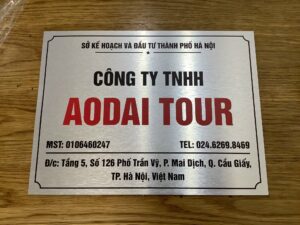 SỞ KẾ HOẠCH VÀ ĐẦU TƯ THÀNH PHỐ HÀ NỘI
CÔNG TY TNHH
AODAI TOUR
MST: 0106460247 TEL: 024.6269.8469
Đ/c: Tầng 5, Số 126 Phố Trần Vỹ, P. Mai Dịch, Q. Cầu Giấy,
TP. Hà Nội, Việt Nam